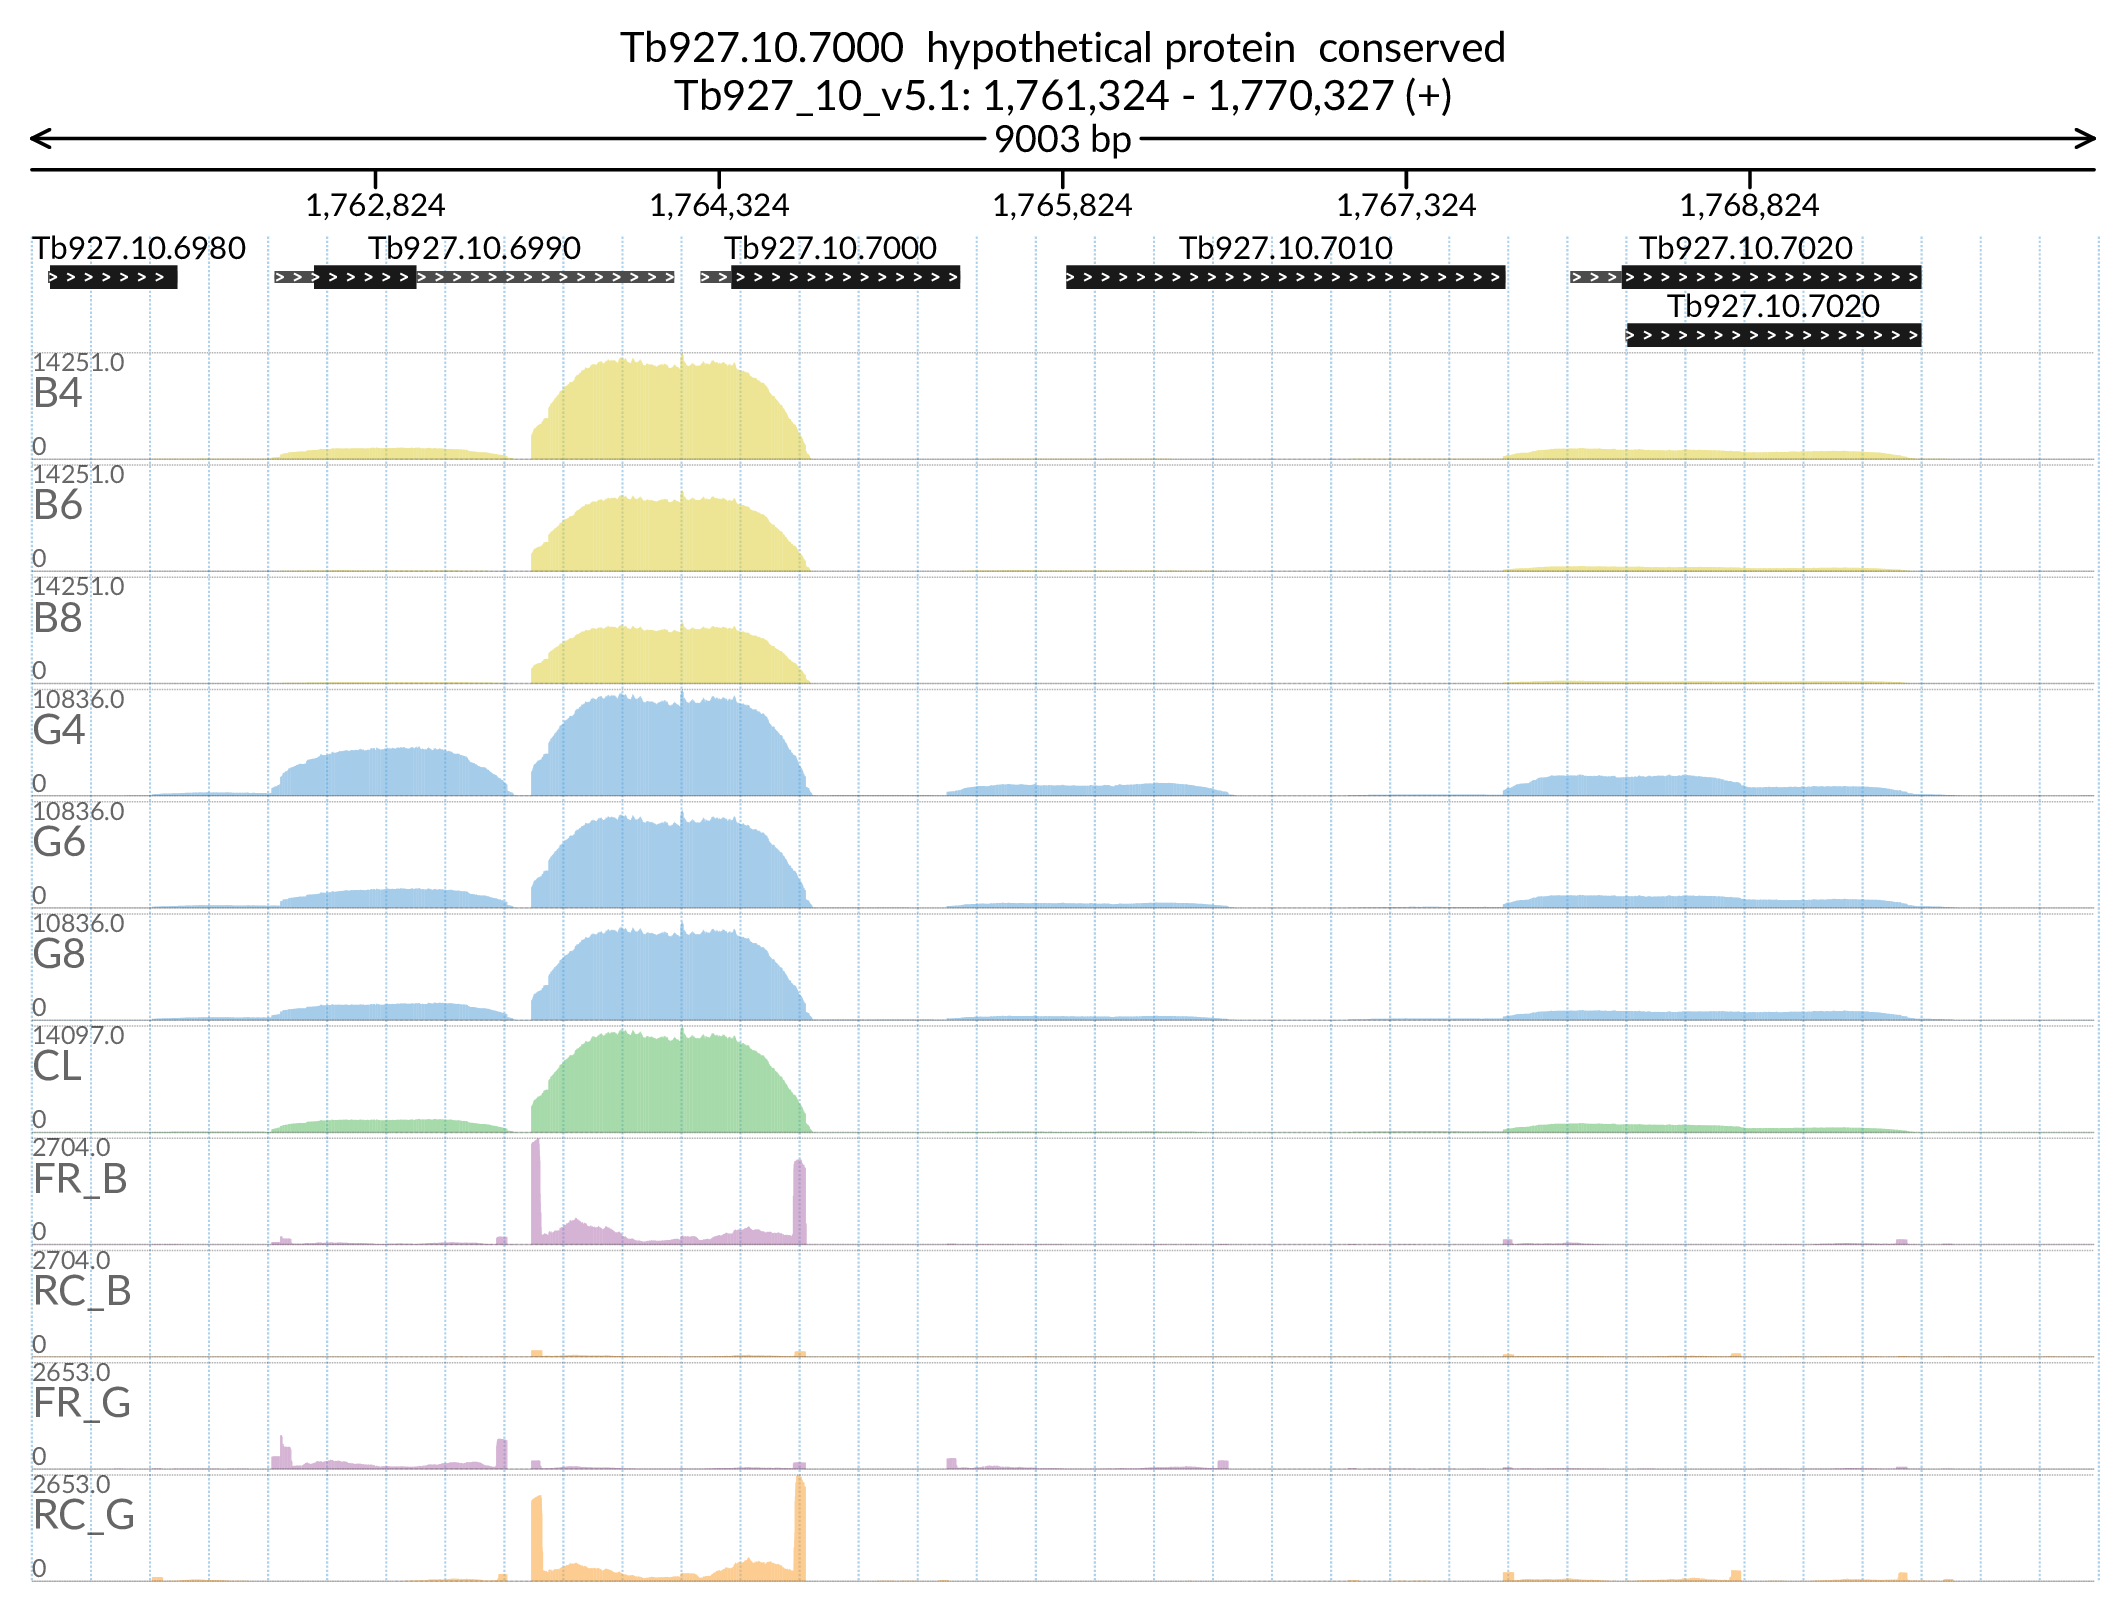 Tb927.10.7000  hypothetical protein  conserved
Tb927_10_v5.1: 1,761,324 - 1,770,327 (+)
9003 bp
1,762,824 1,764,324 1,765,824 1,767,324 1,768,824
Tb927.10.6980 Tb927.10.6990 Tb927.10.7000 Tb927.10.7010 Tb927.10.7020
Tb927.10.7020
14251.0
B4
0
14251.0
B6
0
14251.0
B8
0
10836.0
G4
0
10836.0
G6
0
10836.0
G8
0
14097.0
CL
0
2704.0
FR_B
0
2704.0
RC_B
0
2653.0
FR_G
0
2653.0
RC_G
0